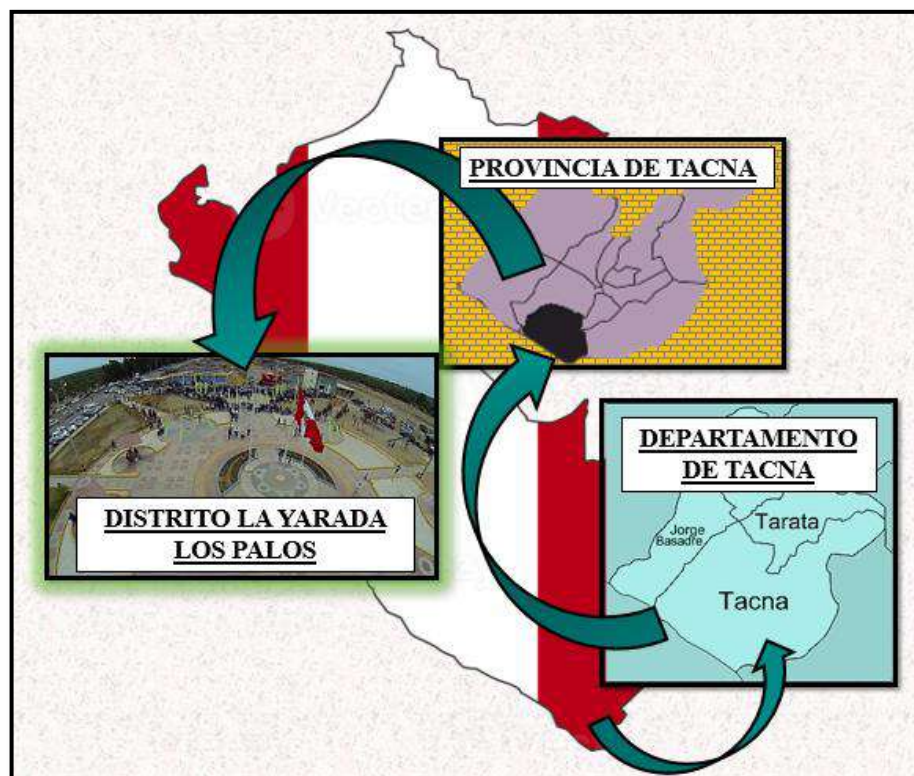 PROVINCIA DE TACNA
DISTRITO LA YARADA
LOS PALOS
DEPARTAMENTO
DE TACNA
Jorge
Basadre
Tarata
Tacna